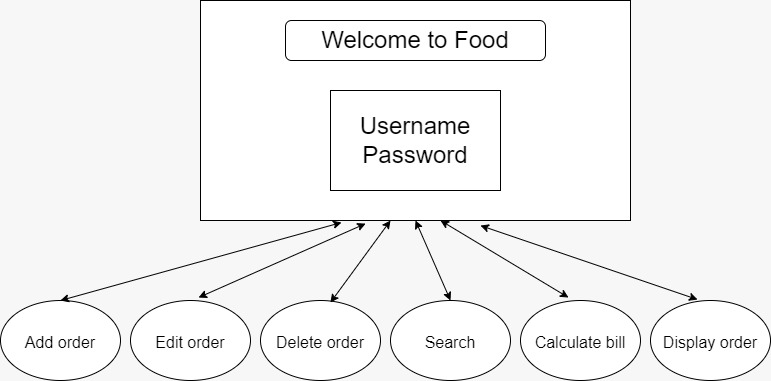 Welcome to Food
Username
Password
Add order
Edit order
Delete order
Search
Calculate bill
Display order